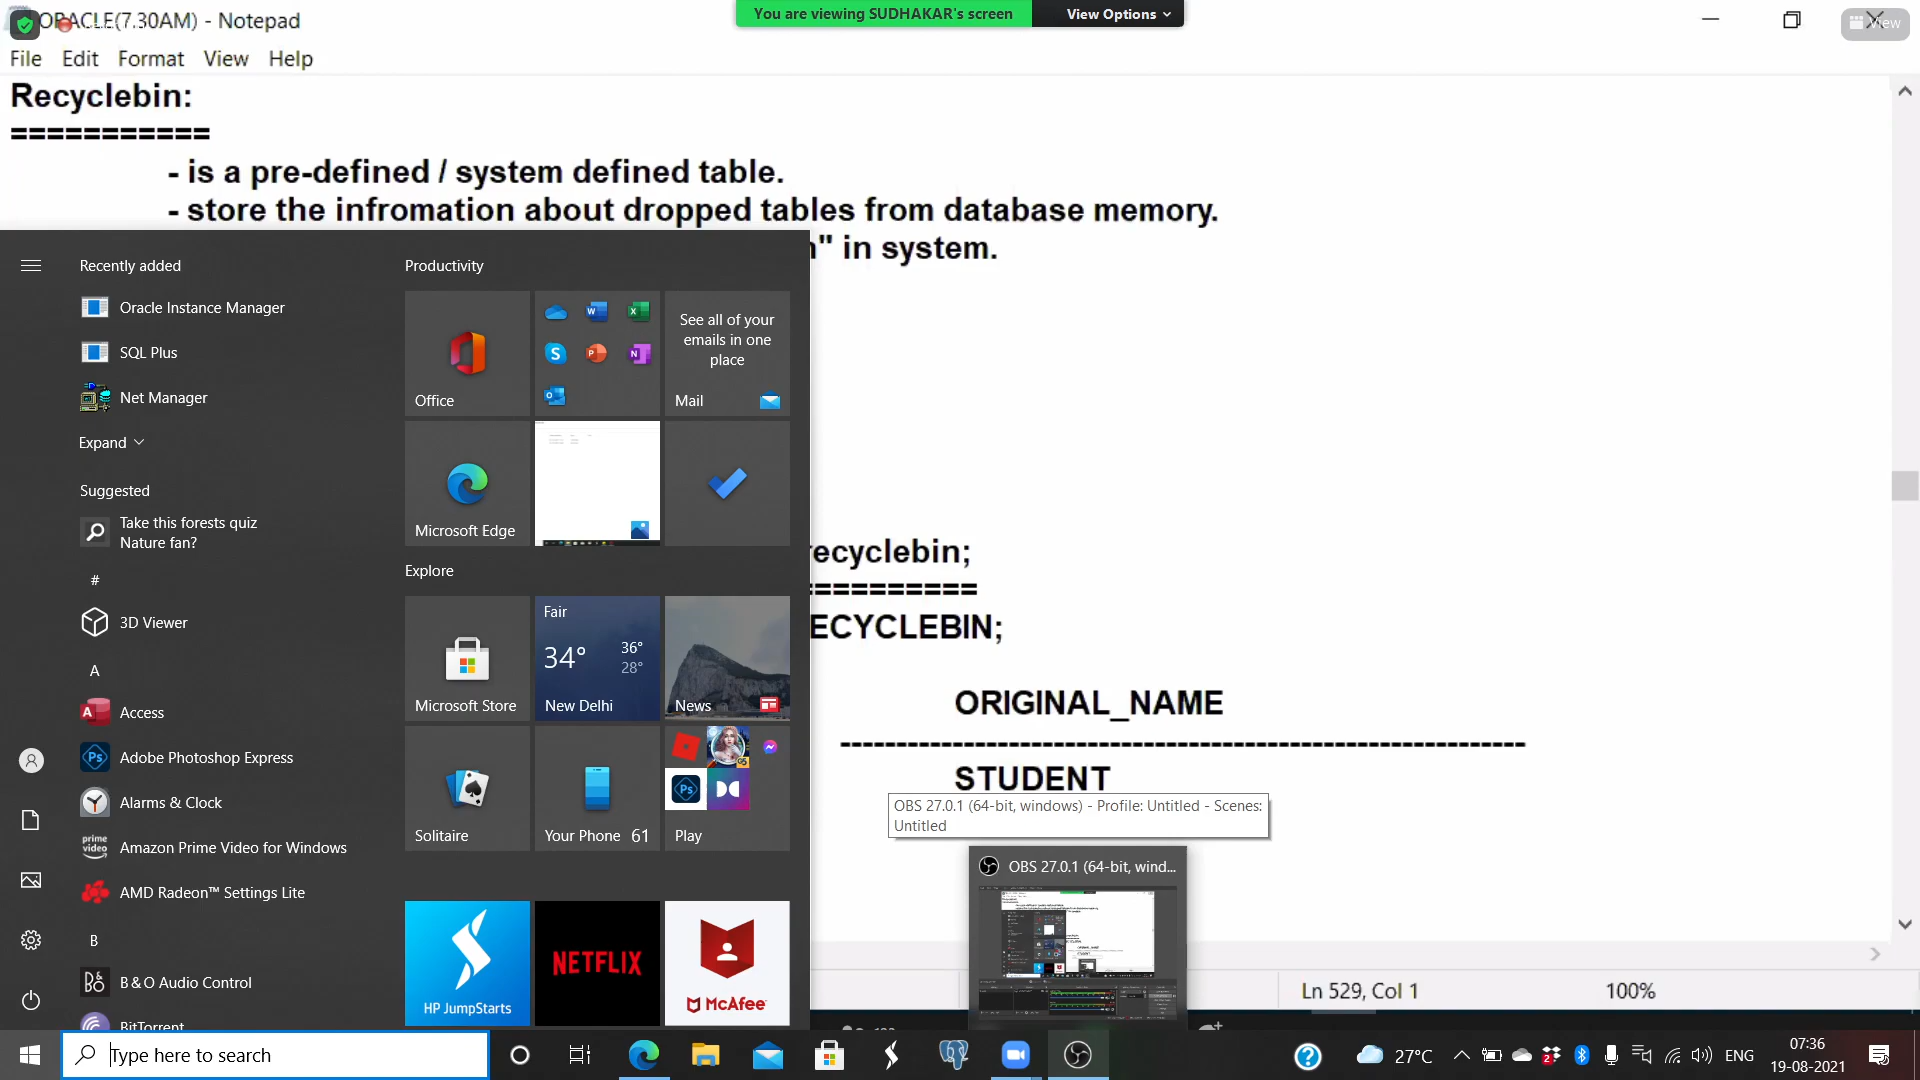 ORACLE(7.30AM) - Notepad
You are viewing SUDHAKAR's screen
View Options
View
File Edit Format View Help
Recyclebin:
===========
- is a pre-defined / system defined table.
- store the infromation about dropped tables from database memory.
" in system.
recyclebin;
ECYCLEBIN;
ORIGINAL_NAME
STUDENT
Recently added
Oracle Instance Manager
SQL Plus
Net Manager
Expand
Suggested
Take this forests quiz
Nature fan?
#
3D Viewer
A
Access
Adobe Photoshop Express
Alarms & Clock
Amazon Prime Video for Windows
AMD Radeon™ Settings Lite
B
B&O Audio Control
BitTorrent
Productivity
Office
See all of your
emails in one
place
Mail
Microsoft Edge
Explore
Microsoft Store
Fair
34° 36°
28°
New Delhi
News
Solitaire
Your Phone 61
Play
HP JumpStarts
NETFLIX
McAfee
OBS 27.0.1 (64-bit, windows) - Profile: Untitled - Scenes:
Untitled
OBS 27.0.1 (64-bit, wind...
Ln 529, Col 1
100%
Type here to search
27°C
ENG
07:36
19-08-2021